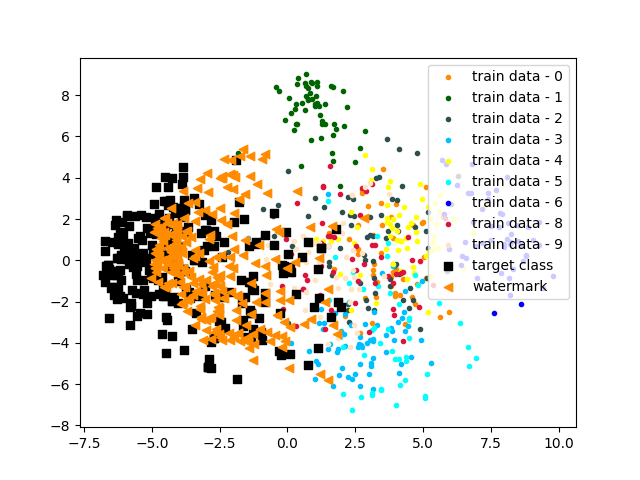 8
6
4
2
0
−2
−4
−6
−8
−7.5 −5.0 −2.5 0.0 2.5 5.0 7.5 10.0
train data - 0
train data - 1
train data - 2
train data - 3
train data - 4
train data - 5
train data - 6
train data - 8
train data - 9
target class
watermark